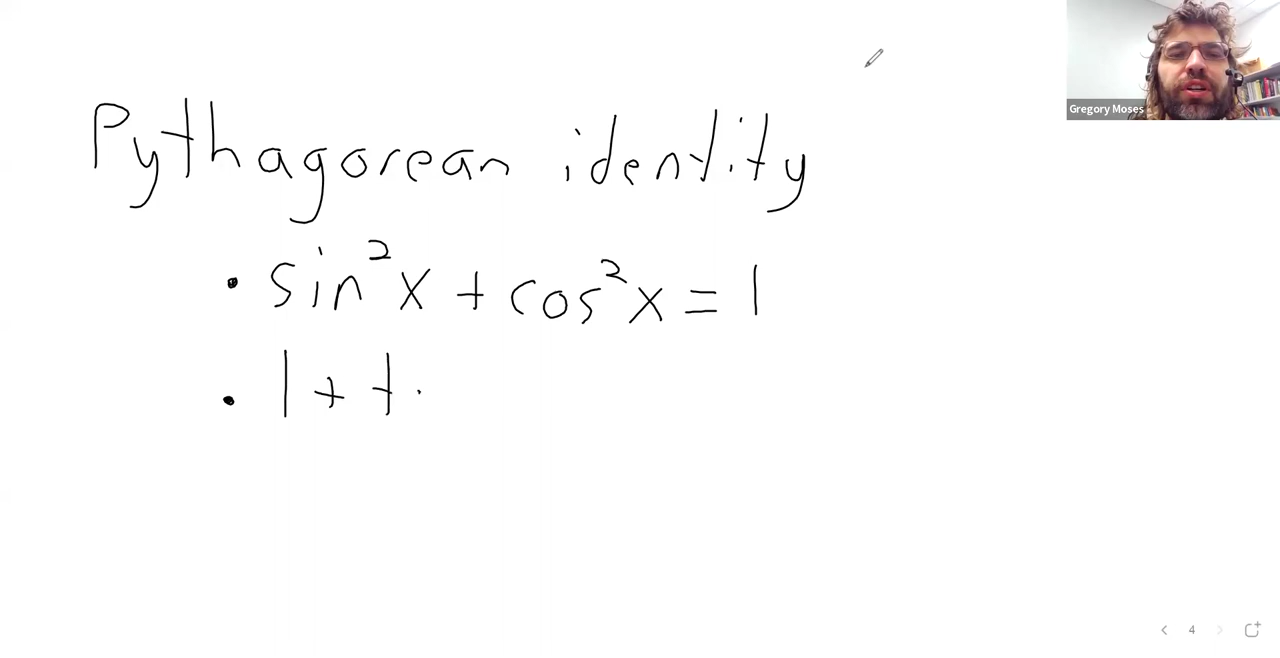 Pythagorean identity
• sin²x + cos²x = 1
• 1 + t
Gregory Moses
4